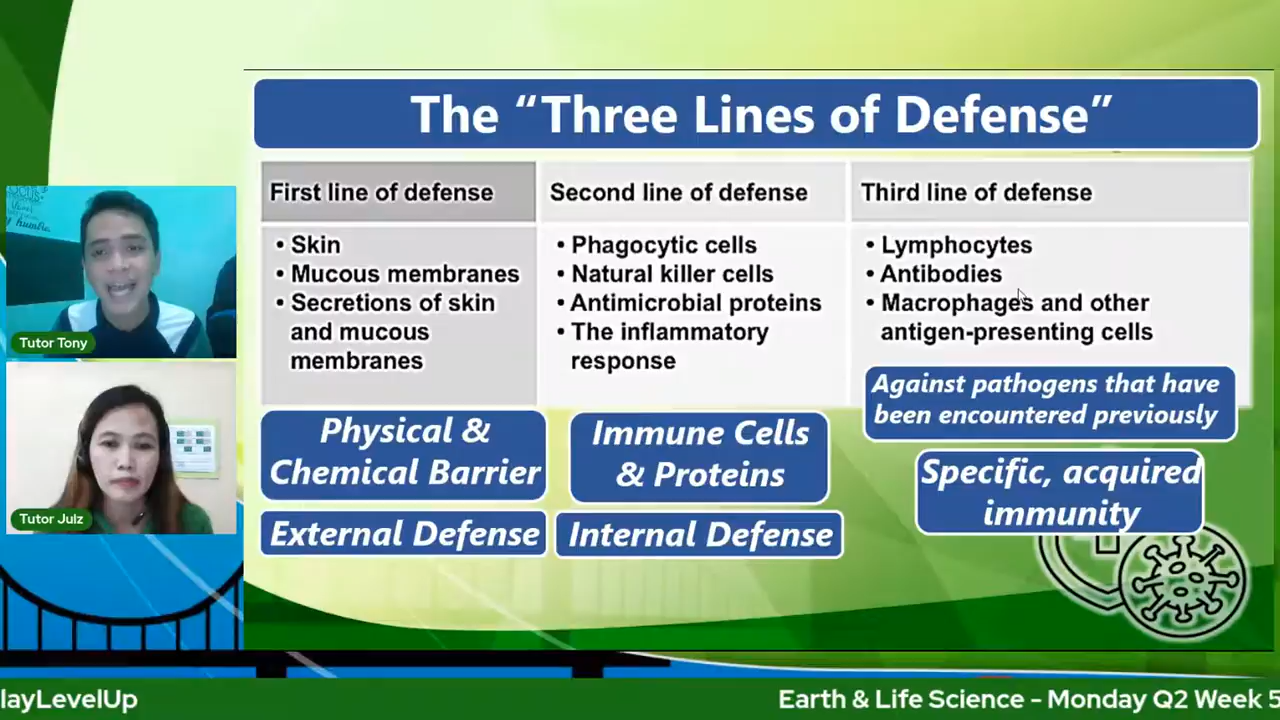 The “Three Lines of Defense”
First line of defense
• Skin
• Mucous membranes
• Secretions of skin
and mucous
membranes
Physical &
Chemical Barrier
External Defense
Second line of defense
• Phagocytic cells
• Natural killer cells
• Antimicrobial proteins
• The inflammatory
response
Immune Cells
& Proteins
Internal Defense
Third line of defense
• Lymphocytes
• Antibodies
• Macrophages and other
antigen-presenting cells
Against pathogens that have
been encountered previously
Specific, acquired
immunity
Tutor Tony
Tutor Julz
layLevelUp
Earth & Life Science - Monday Q2 Week 5